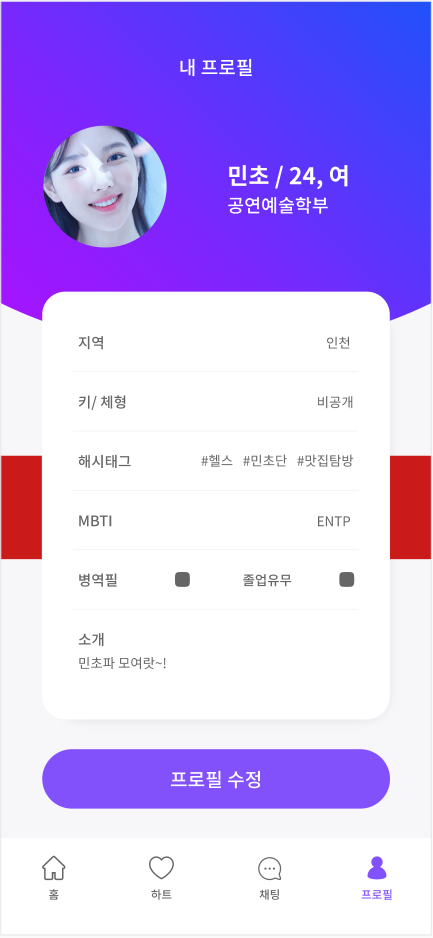 내 프로필
민초 / 24, 여
공연예술학부
지역 인천
키/ 체형 비공개
해시태그 #헬스 #민초단 #맛집탐방
MBTI ENTP
병역필 졸업유무
소개
민초파 모여랏~!
프로필 수정
홈 하트 채팅 프로필